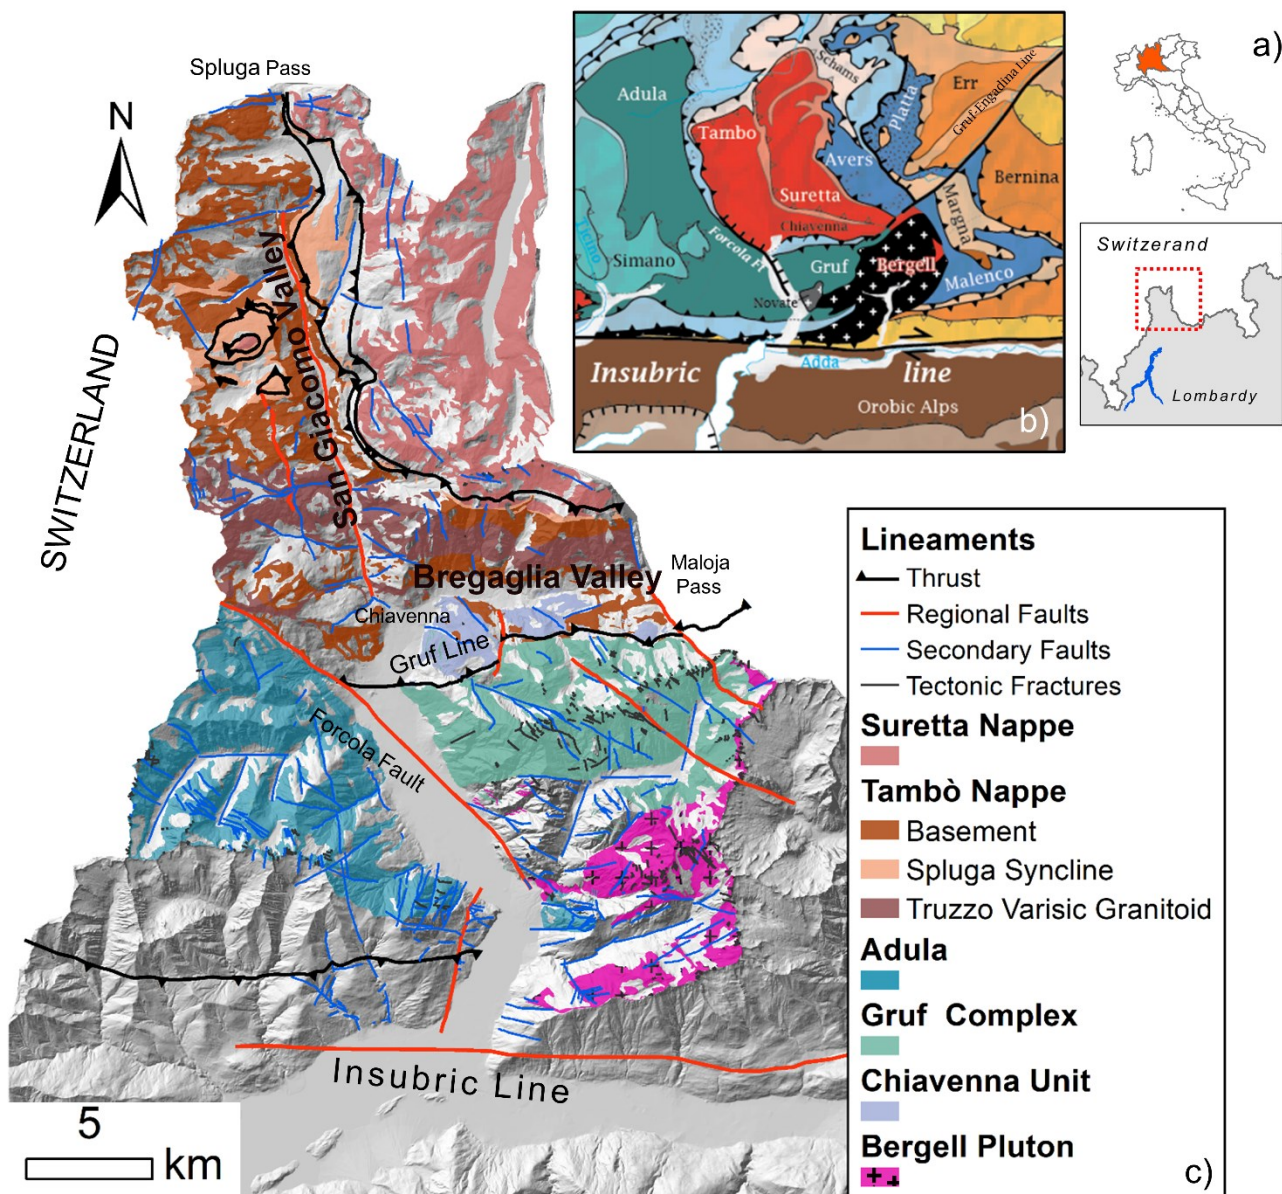 a)
Switzerand
Lombardy
Adula
Schams
Err
Gruf-Engadina Line
Platta
Tambo
Avers
Bernina
Suretta
Margna
Chiavenna
Ticino
Simano
Forcola Fl
Gruf
Bergell
Malenco
Novate
Adda
Insubric line
Orobic Alps
b)
Spluga Pass
N
SWITZERLAND
San Giacomo Valley
Bregaglia Valley
Maloja
Pass
Chiavenna
Gruf Line
Forcola Fault
Insubric Line
5
km
Lineaments
Thrust
Regional Faults
Secondary Faults
Tectonic Fractures
Suretta Nappe
Tambò Nappe
Basement
Spluga Syncline
Truzzo Varisic Granitoid
Adula
Gruf Complex
Chiavenna Unit
Bergell Pluton
c)